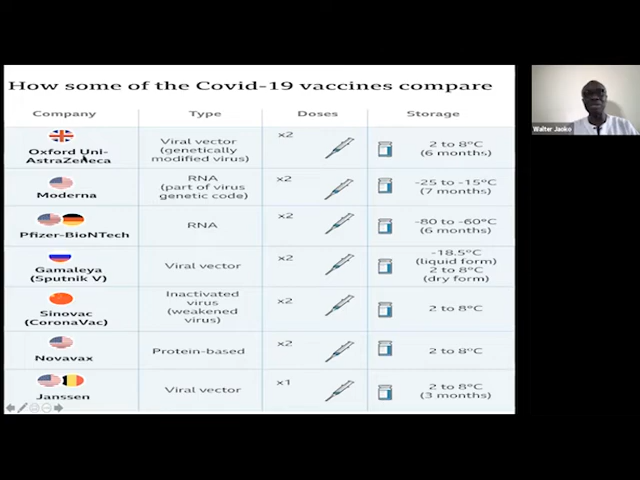 How some of the Covid-19 vaccines compare
Company Type Doses Storage
Oxford Uni-
AstraZeneca
Viral vector
(genetically
modified virus)
x2
2 to 8°C
(6 months)
Moderna
RNA
(part of virus
genetic code)
x2
-25 to -15°C
(7 months)
Pfizer-BioNTech
RNA
x2
-80 to -60°C
(6 months)
Gamaleya
(Sputnik V)
Viral vector
x2
-18.5°C
(liquid form)
2 to 8°C
(dry form)
Sinovac
(CoronaVac)
Inactivated
virus
(weakened
virus)
x2
2 to 8°C
Novavax
Protein-based
x2
2 to 8°C
Janssen
Viral vector
x1
2 to 8°C
(3 months)
Walter Jaoko